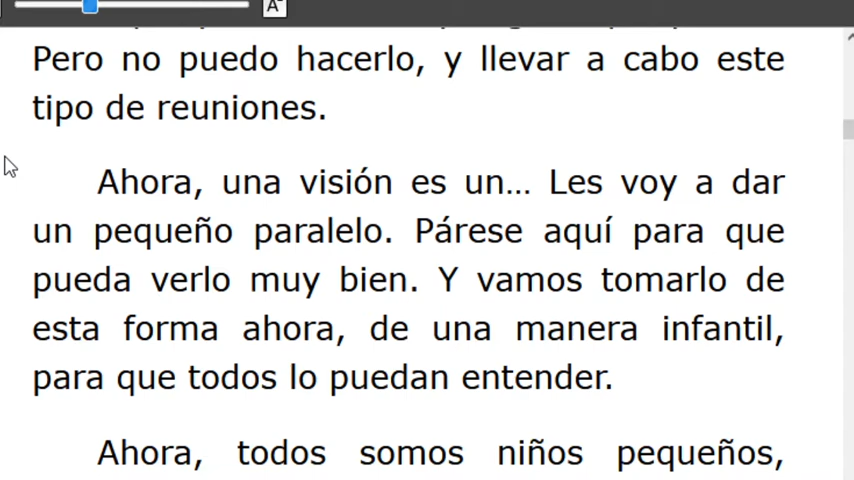 A
Pero no puedo hacerlo, y llevar a cabo este
tipo de reuniones.
Ahora, una visión es un… Les voy a dar
un pequeño paralelo. Párese aquí para que
pueda verlo muy bien. Y vamos tomarlo de
esta forma ahora, de una manera infantil,
para que todos lo puedan entender.
Ahora, todos somos niños pequeños,